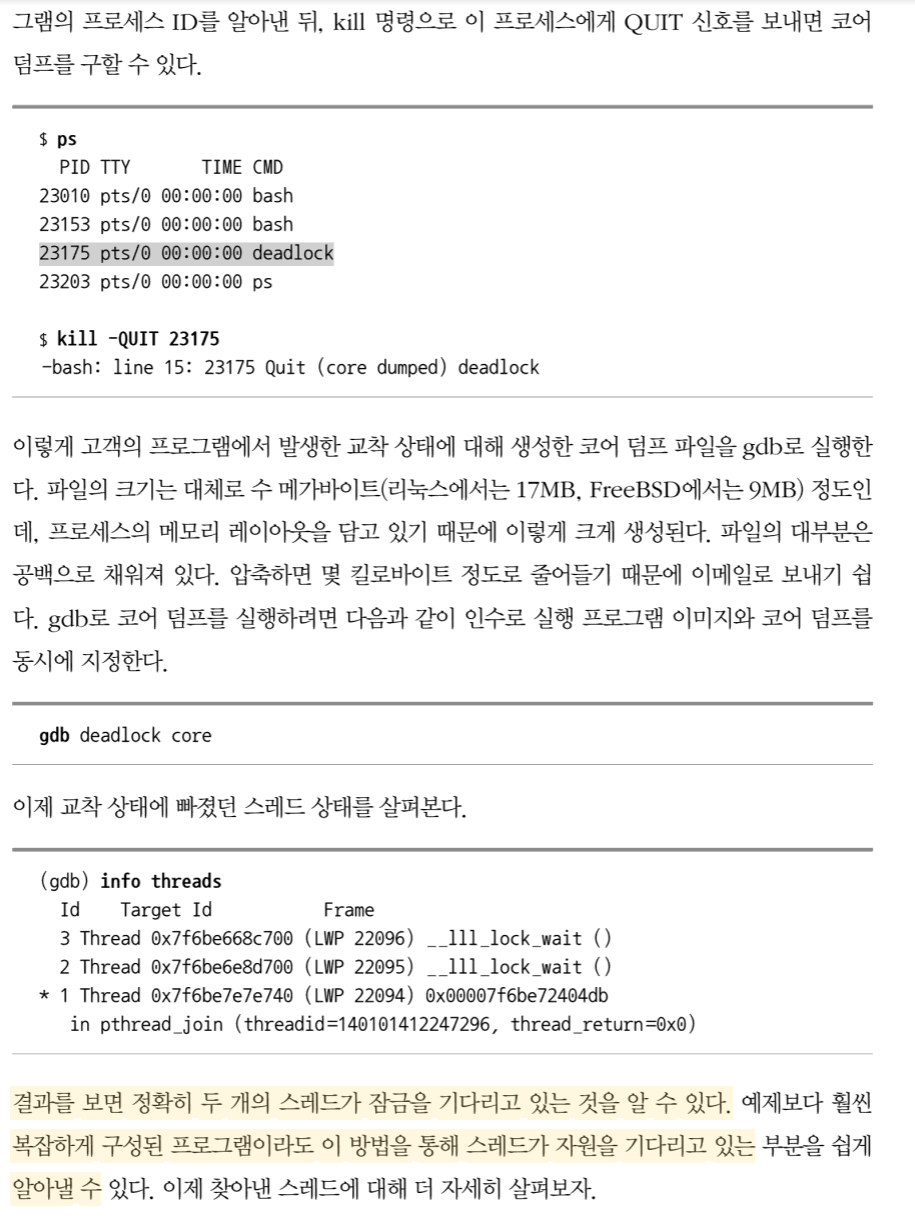 그램의 프로세스 ID를 알아낸 뒤, kill 명령으로 이 프로세스에게 QUIT 신호를 보내면 코어
덤프를 구할 수 있다.
$ ps
PID TTY TIME CMD
23010 pts/0 00:00:00 bash
23153 pts/0 00:00:00 bash
23175 pts/0 00:00:00 deadlock
23203 pts/0 00:00:00 ps
$ kill -QUIT 23175
-bash: line 15: 23175 Quit (core dumped) deadlock
이렇게 고객의 프로그램에서 발생한 교착 상태에 대해 생성한 코어 덤프 파일을 gdb로 실행한
다. 파일의 크기는 대체로 수 메가바이트(리눅스에서는 17MB, FreeBSD에서는 9MB) 정도인
데, 프로세스의 메모리 레이아웃을 담고 있기 때문에 이렇게 크게 생성된다. 파일의 대부분은
공백으로 채워져 있다. 압축하면 몇 킬로바이트 정도로 줄어들기 때문에 이메일로 보내기 쉽
다. gdb로 코어 덤프를 실행하려면 다음과 같이 인수로 실행 프로그램 이미지와 코어 덤프를
동시에 지정한다.
gdb deadlock core
이제 교착 상태에 빠졌던 스레드 상태를 살펴본다.
(gdb) info threads
Id Target Id Frame
3 Thread 0x7f6be668c700 (LWP 22096) __lll_lock_wait ()
2 Thread 0x7f6be6e8d700 (LWP 22095) __lll_lock_wait ()
* 1 Thread 0x7f6be7e7e740 (LWP 22094) 0x00007f6be72404db
in pthread_join (threadid=140101412247296, thread_return=0x0)
결과를 보면 정확히 두 개의 스레드가 잠금을 기다리고 있는 것을 알 수 있다. 예제보다 훨씬
복잡하게 구성된 프로그램이라도 이 방법을 통해 스레드가 자원을 기다리고 있는 부분을 쉽게
알아낼 수 있다. 이제 찾아낸 스레드에 대해 더 자세히 살펴보자.